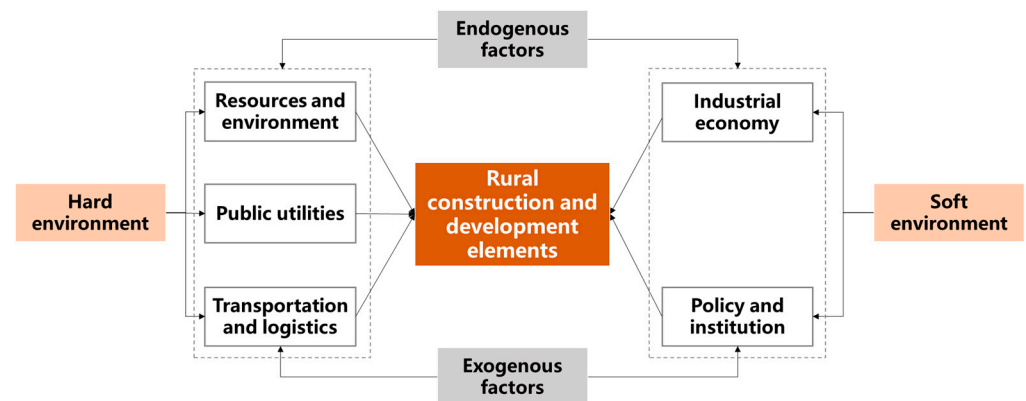 Endogenous
factors
Resources and
environment
Industrial
economy
Hard
environment
Public utilities
Rural
construction and
development
elements
Soft
environment
Transportation
and logistics
Policy and
institution
Exogenous
factors